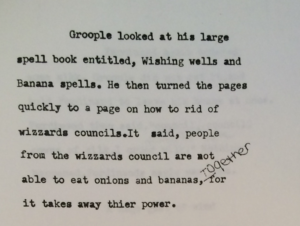 Groople looked at his large
spell book entitled, Wishing wells and
Banana spells. He then turned the pages
quickly to a page on how to rid of
wizzards councils.It said, people
from the wizzards council are not
together
able to eat onions and bananas, for
it takes away thier power.